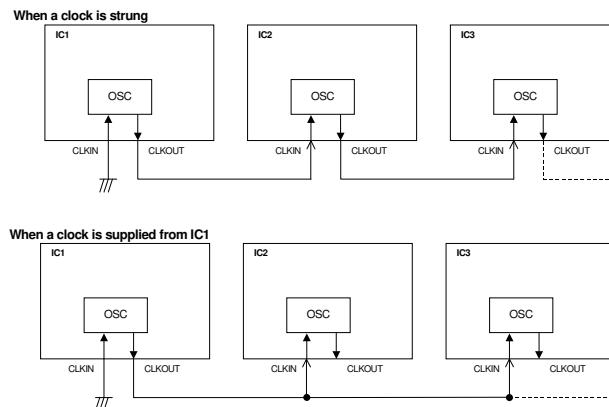 When a clock is strung
IC1 IC2 IC3
OSC OSC OSC
CLKIN CLKOUT CLKIN CLKOUT CLKIN CLKOUT
When a clock is supplied from IC1
IC1 IC2 IC3
OSC OSC OSC
CLKIN CLKOUT CLKIN CLKOUT CLKIN CLKOUT